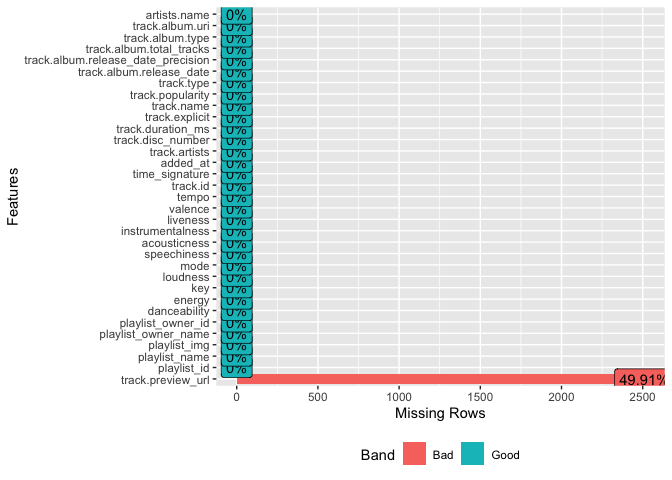 artists.name 0%
track.album.uri 0%
track.album.type 0%
track.album.total_tracks 0%
track.album.release_date_precision 0%
track.album.release_date 0%
track.type 0%
track.popularity 0%
track.name 0%
track.explicit 0%
track.duration_ms 0%
track.disc_number 0%
track.artists 0%
added_at 0%
time_signature 0%
track.id 0%
tempo 0%
valence 0%
liveness 0%
instrumentalness 0%
acousticness 0%
speechiness 0%
mode 0%
loudness 0%
key 0%
energy 0%
danceability 0%
playlist_owner_id 0%
playlist_owner_name 0%
playlist_img 0%
playlist_name 0%
playlist_id 0%
track.preview_url 49.91%
Features
0 500 1000 1500 2000 2500
Missing Rows
Band Bad Good